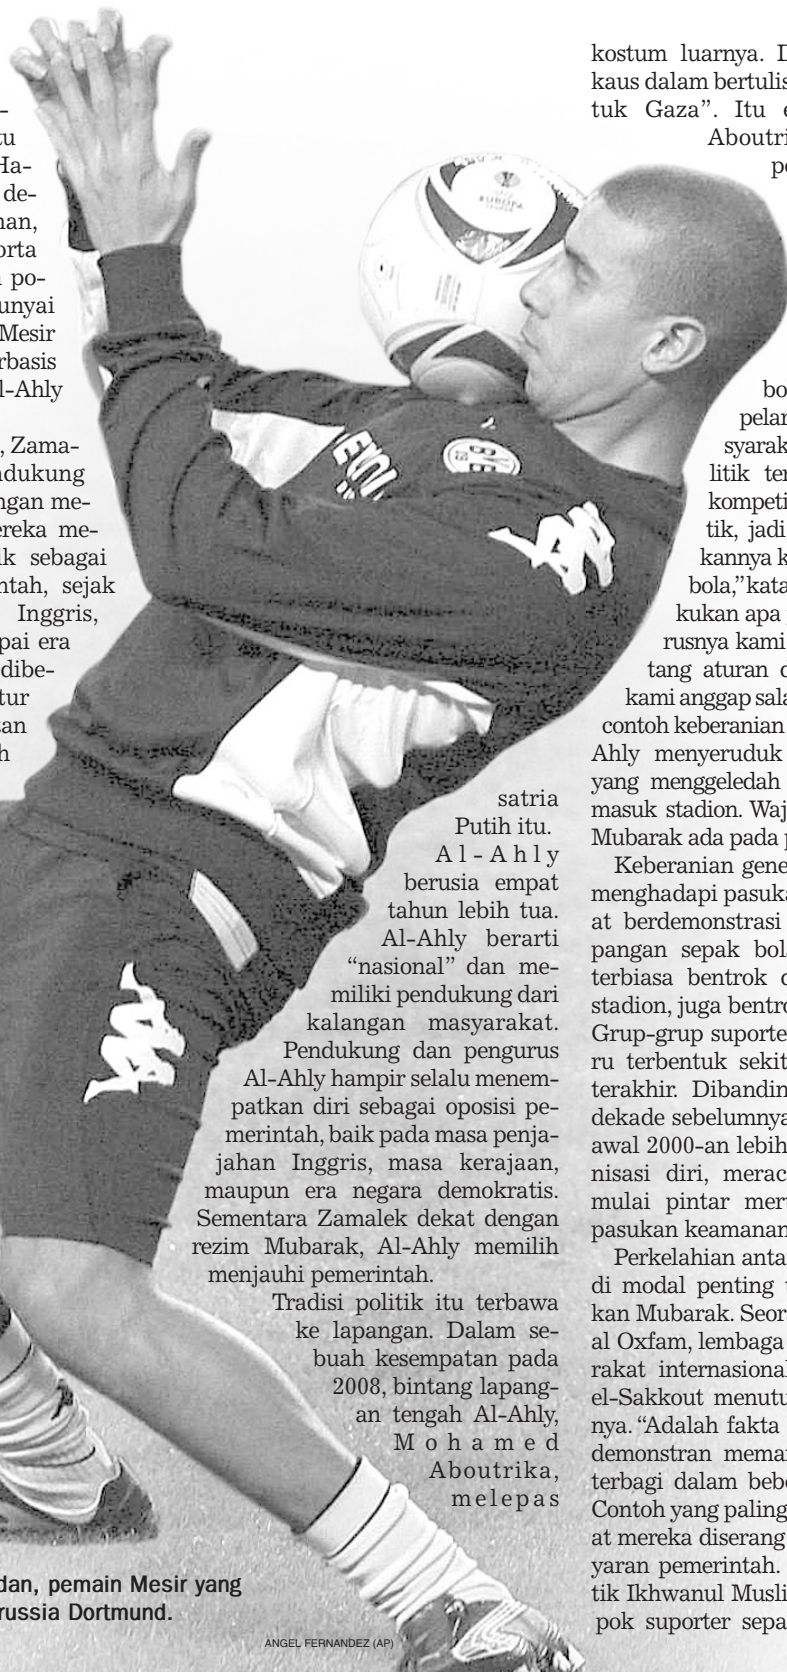 -
tu
Ha-
de-
nan,
orta
po-
unyai
Mesir
rbasis
l-Ahly
, Zama-
ndukung
ngan me-
ereka me-
ik sebagai
ntah, sejak
Inggris,
pai era
dibe-
tur
tan
h
dan, pemain Mesir yang
russia Dortmund.
ANGEL FERNANDEZ (AP)
EUROPA
BVB
09
satria
Putih itu.
Al-Ahly
berusia empat
tahun lebih tua.
Al-Ahly berarti
“nasional” dan me-
miliki pendukung dari
kalangan masyarakat.
Pendukung dan pengurus
Al-Ahly hampir selalu menem-
patkan diri sebagai oposisi pe-
merintah, baik pada masa penja-
jahan Inggris, masa kerajaan,
maupun era negara demokratis.
Sementara Zamalek dekat dengan
rezim Mubarak, Al-Ahly memilih
menjauhi pemerintah.
Tradisi politik itu terbawa
ke lapangan. Dalam se-
buah kesempatan pada
2008, bintang lapang-
an tengah Al-Ahly,
Mohamed
Aboutrika,
melepas
kostum luarnya. D
kaus dalam bertulis
tuk Gaza”. Itu e
Aboutri
pe
bo
pelan
syarak
litik ter
kompeti
tik, jadi
kannya k
bola,” kata
kukan apa
rusnya kami
tang aturan d
kami anggap sala
contoh keberanian
Ahly menyeruduk
yang menggeledah
masuk stadion. Waj
Mubarak ada pada p
Keberanian gene
menghadapi pasuka
at berdemonstrasi
pangan sepak bola
terbiasa bentrok d
stadion, juga bentro
Grup-grup suporte
ru terbentuk sekit
terakhir. Dibandin
dekade sebelumnya
awal 2000-an lebih
nisasi diri, merac
mulai pintar mer
pasukan keamanan
Perkelahian anta
di modal penting
kan Mubarak. Seor
al Oxfam, lembaga
rakat internasional
el-Sakkout menutu
nya. “Adalah fakta
demonstran memar
terbagi dalam bebe
Contoh yang paling
at mereka diserang
yaran pemerintah.
tik Ikhwanul Musli
pok suporter sepa